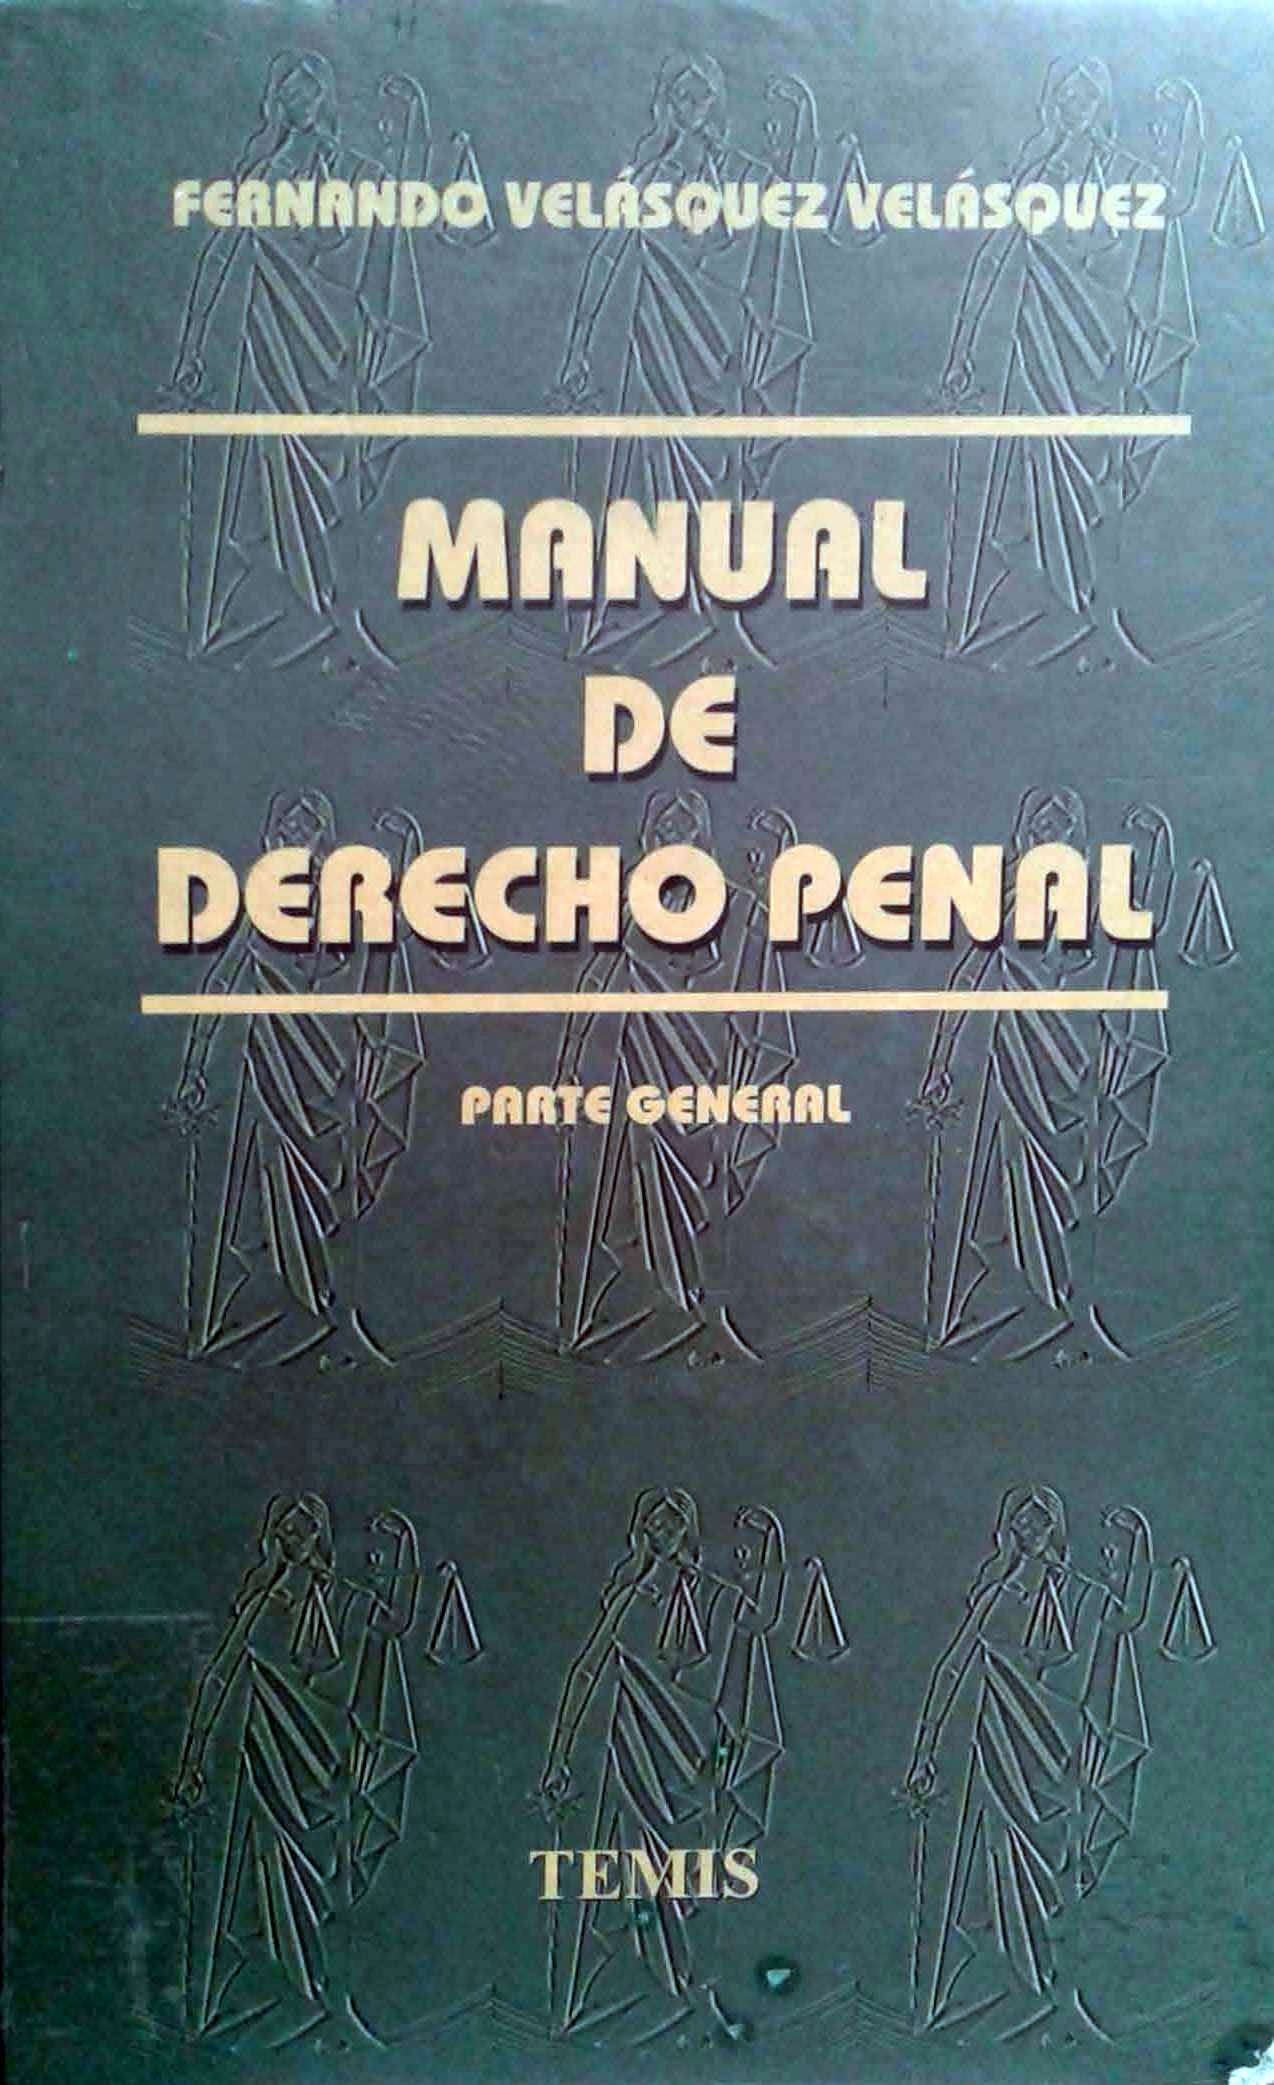 FERNANDO VELÁSQUEZ VELÁSQUEZ
MANUAL
DE
DERECHO PENAL
PARTE GENERAL
TEMIS